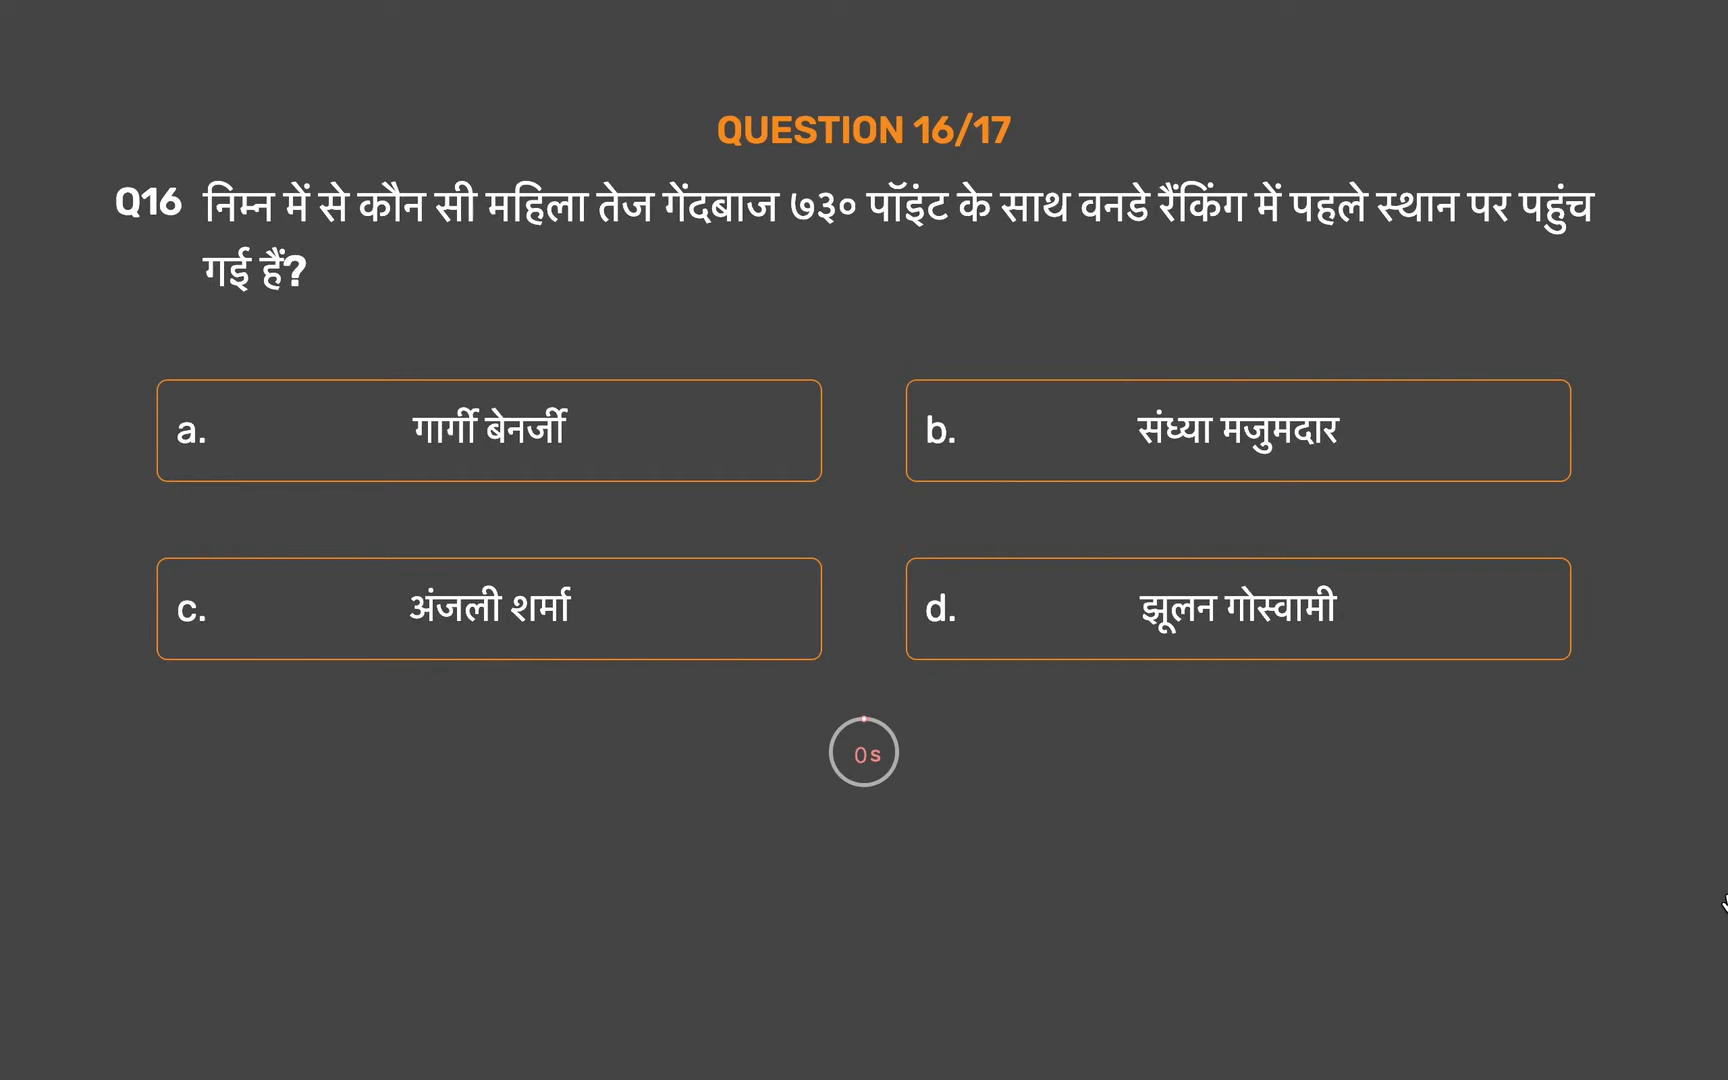 QUESTION 16/17
Q16 निम्न में से कौन सी महिला तेज गेंदबाज ७३० पॉइंट के साथ वनडे रैंकिंग में पहले स्थान पर पहुंच
गई हैं?
a. गार्गी बेनर्जी
b. संध्या मजुमदार
c. अंजली शर्मा
d. झूलन गोस्वामी
0s